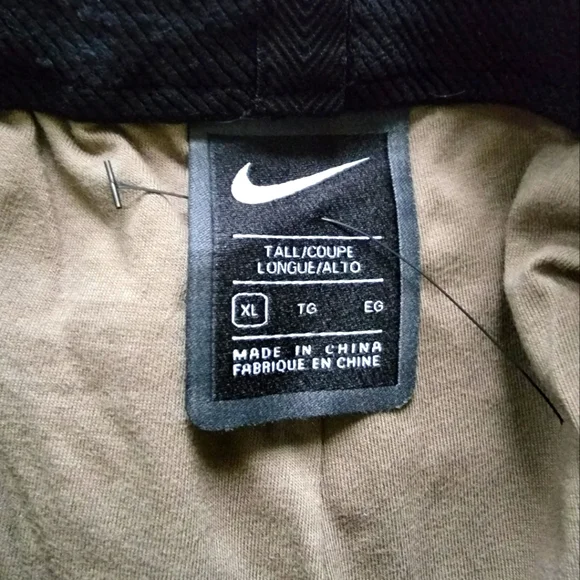 TALL/COUPE
LONGUE/ALTO
XL TG EG
MADE IN CHINA
FABRIQUE EN CHINE